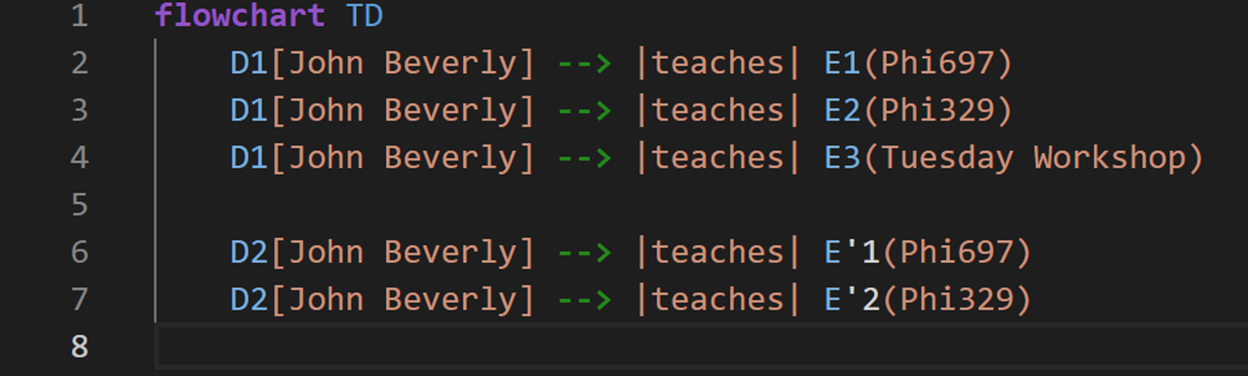 1 flowchart TD
2 D1[John Beverly] --> |teaches| E1(Phi697)
3 D1[John Beverly] --> |teaches| E2(Phi329)
4 D1[John Beverly] --> |teaches| E3(Tuesday Workshop)
5
6 D2[John Beverly] --> |teaches| E'1(Phi697)
7 D2[John Beverly] --> |teaches| E'2(Phi329)
8